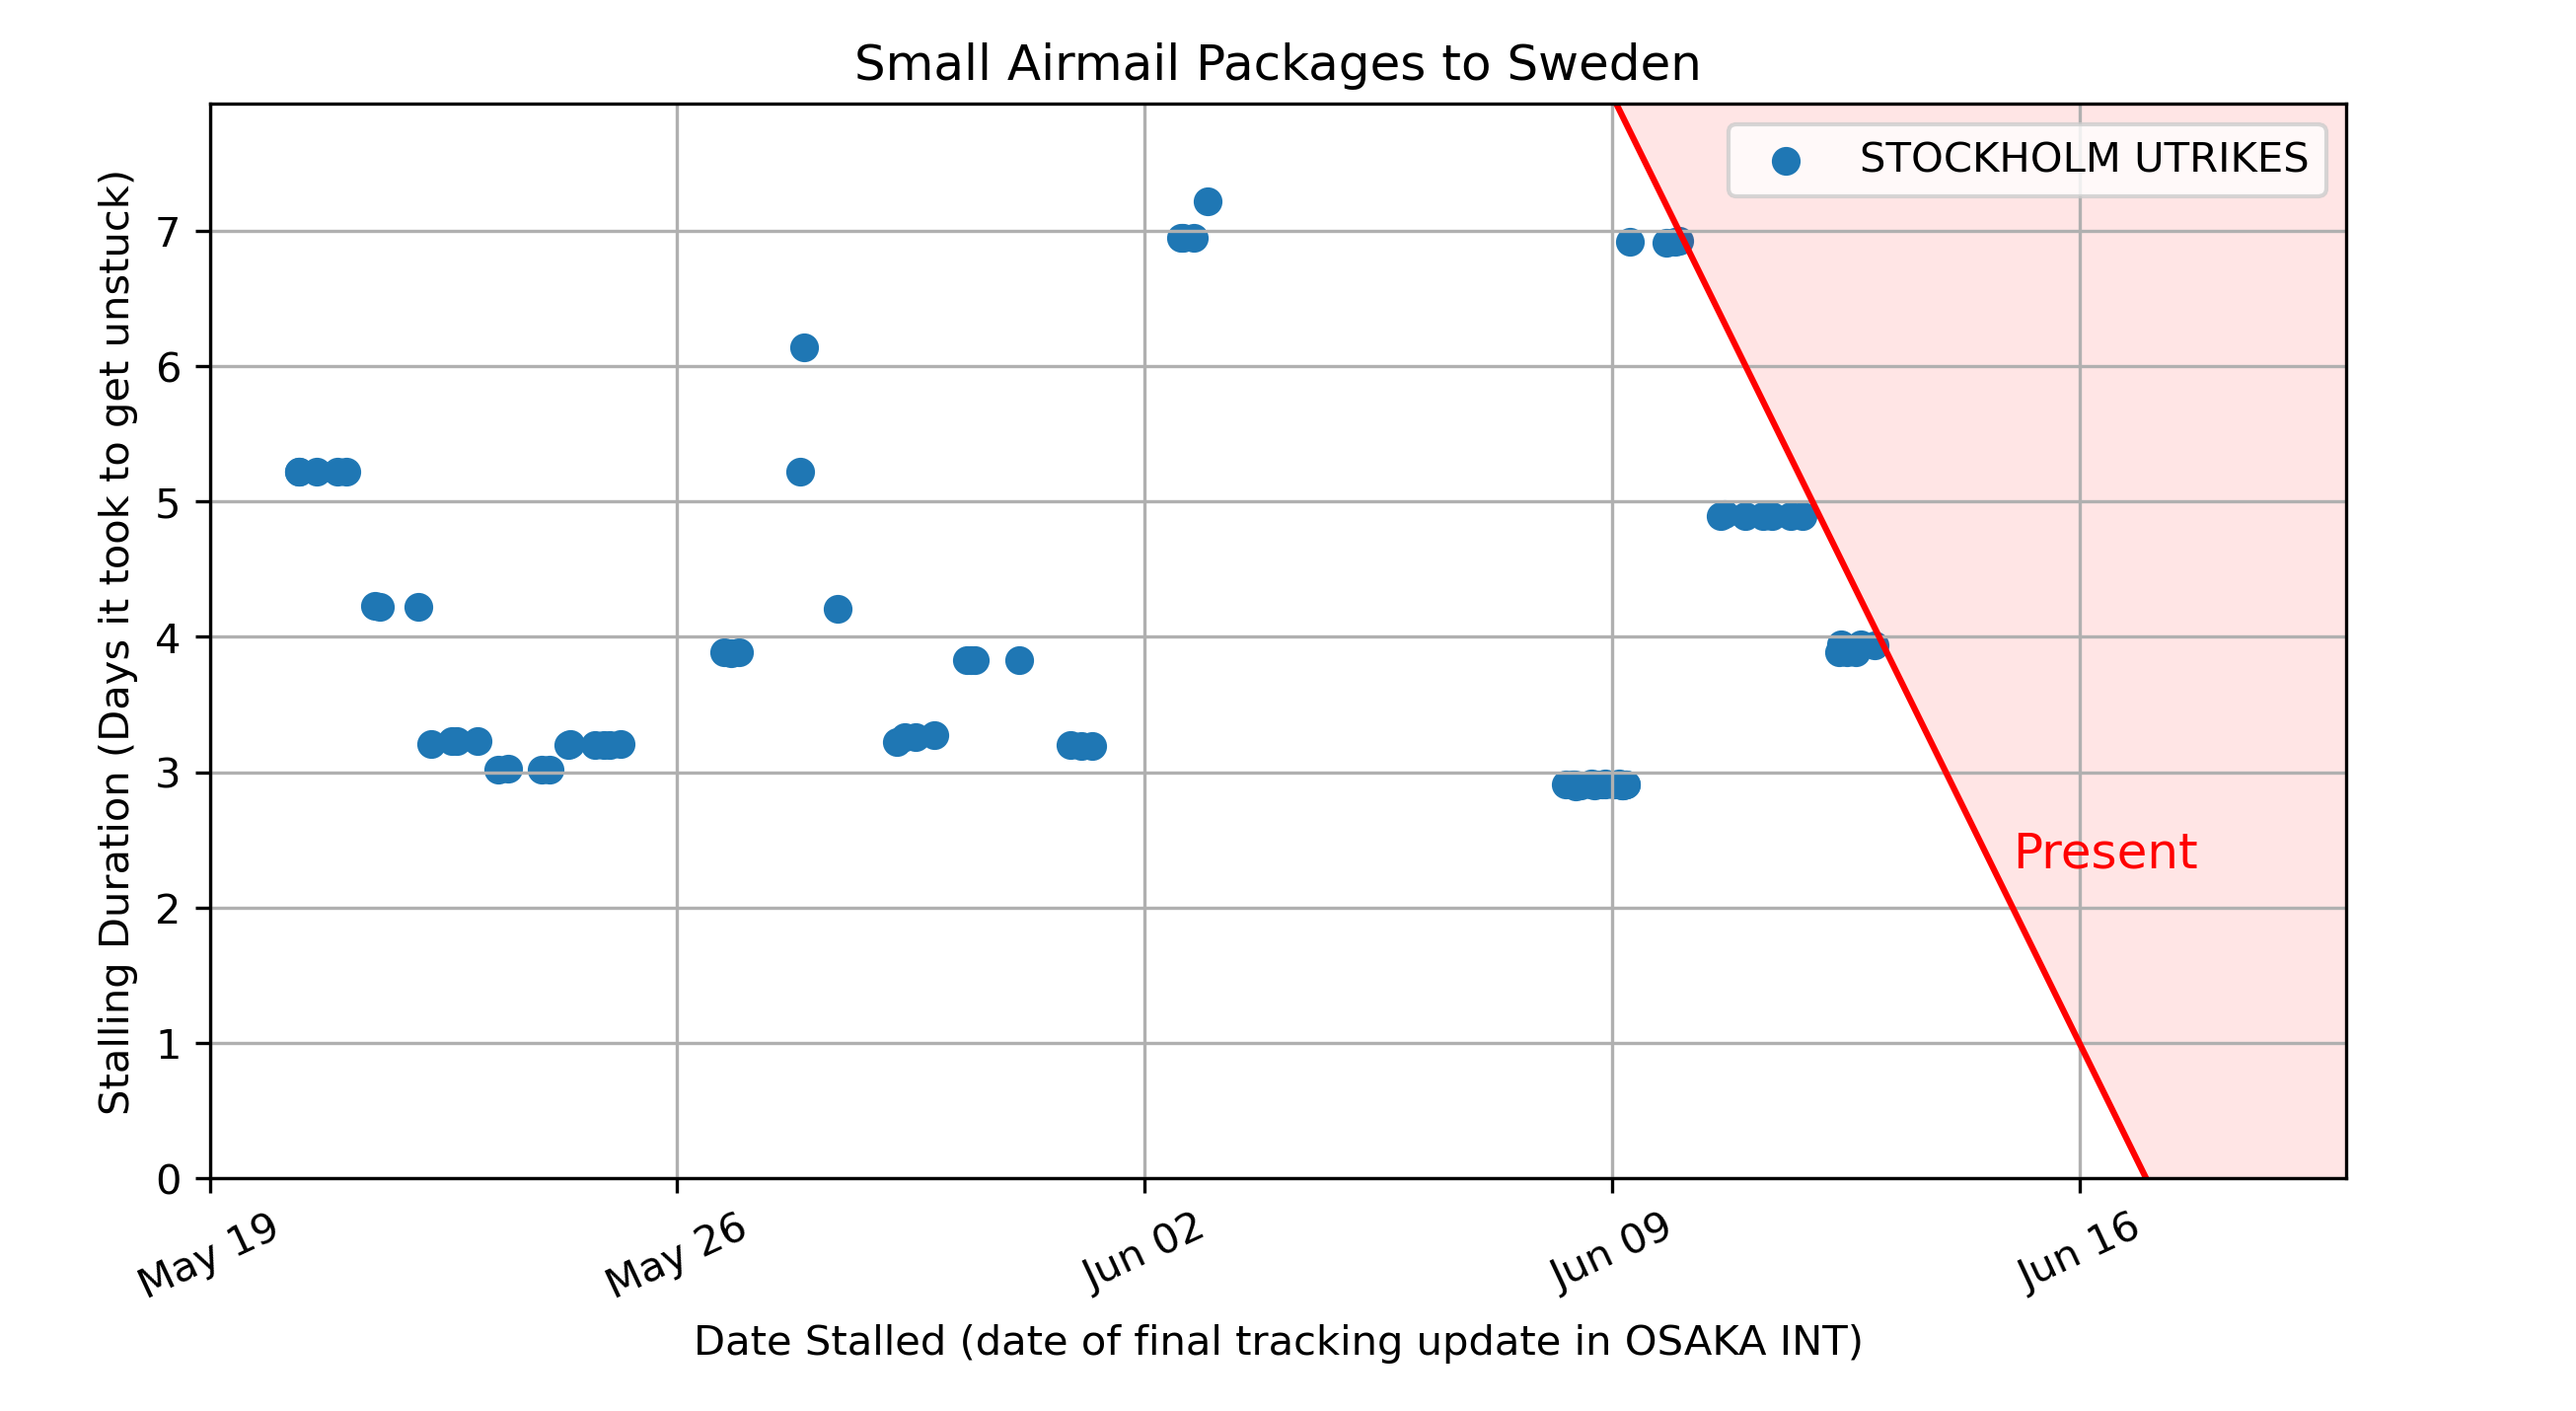 Small Airmail Packages to Sweden
STOCKHOLM UTRIKES
Stalling Duration (Days it took to get unstuck)
7
6
5
4
3
2
1
0
Present
May 19
May 26
Jun 02
Jun 09
Jun 16
Date Stalled (date of final tracking update in OSAKA INT)